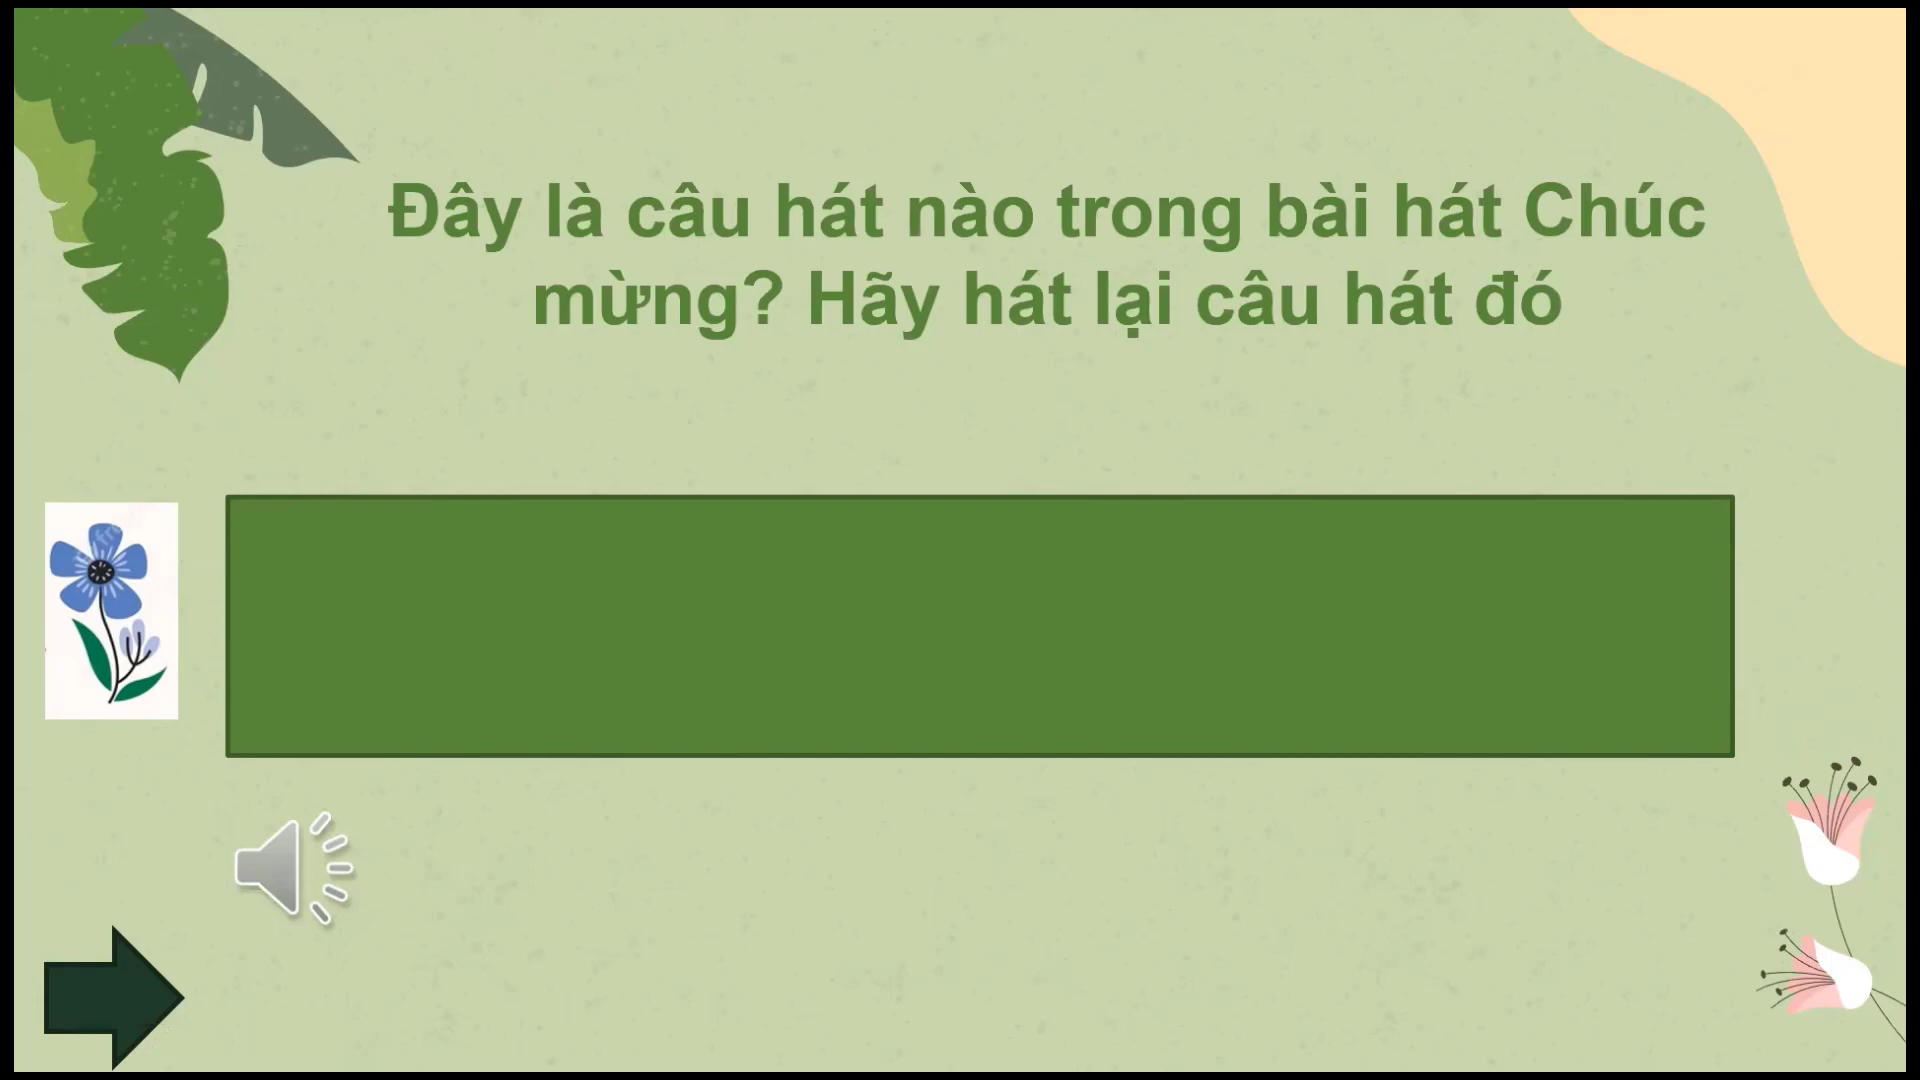 Đây là câu hát nào trong bài hát Chúc
mừng? Hãy hát lại câu hát đó